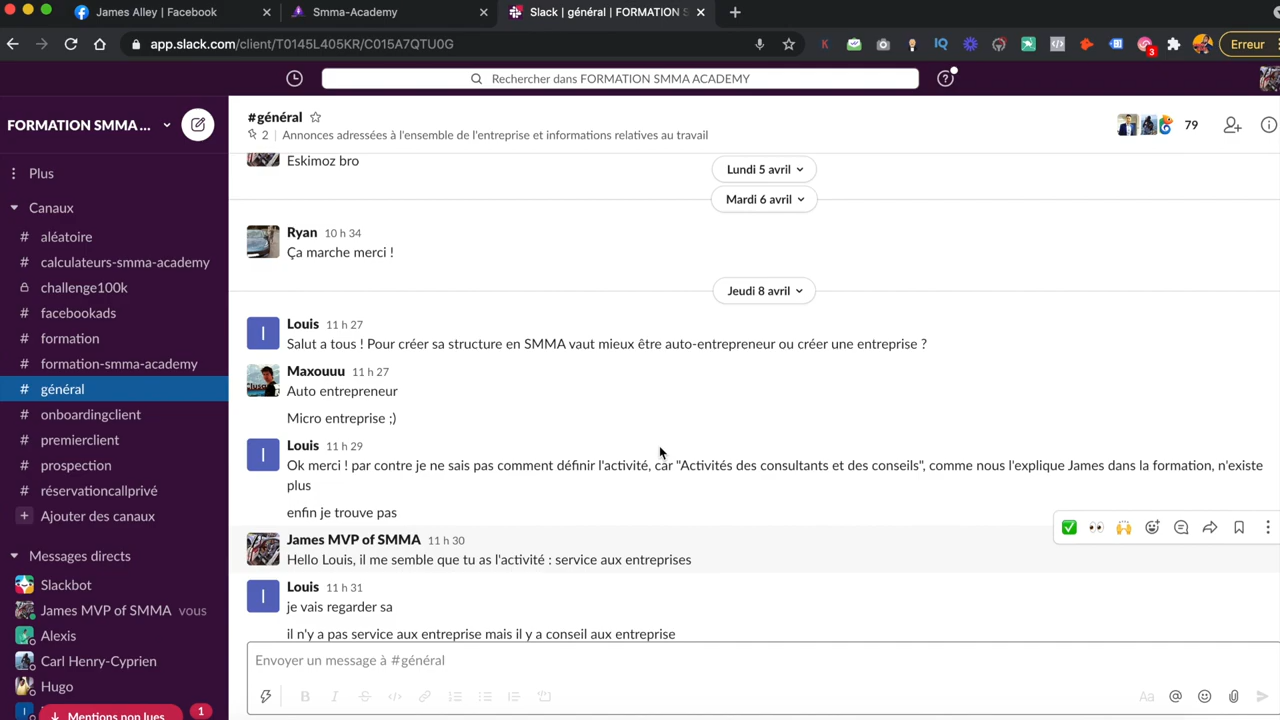 James Alley | Facebook
Smma-Academy
Slack | général | FORMATION S
app.slack.com/client/T0145L405KR/C015A7QTU0G
K
IQ
3
Erreur
Rechercher dans FORMATION SMMA ACADEMY
FORMATION SMMA ...
#général
2 Annonces adressées à l'ensemble de l'entreprise et informations relatives au travail
79
Plus
Canaux
# aléatoire
# calculateurs-smma-academy
challenge100k
# facebookads
# formation
# formation-smma-academy
# général
# onboardingclient
# premierclient
# prospection
# réservationcallprivé
+ Ajouter des canaux
Messages directs
Slackbot
James MVP of SMMA vous
Alexis
Carl Henry-Cyprien
Hugo
Mentions non lues
1
Eskimoz bro
Lundi 5 avril
Mardi 6 avril
Ryan 10 h 34
Ça marche merci !
Jeudi 8 avril
Louis 11 h 27
Salut a tous ! Pour créer sa structure en SMMA vaut mieux être auto-entrepreneur ou créer une entreprise ?
Maxouuu 11 h 27
Auto entrepreneur
Micro entreprise ;)
Louis 11 h 29
Ok merci ! par contre je ne sais pas comment définir l'activité, car "Activités des consultants et des conseils", comme nous l'explique James dans la formation, n'existe
plus
enfin je trouve pas
James MVP of SMMA 11 h 30
Hello Louis, il me semble que tu as l'activité : service aux entreprises
Louis 11 h 31
je vais regarder sa
il n'y a pas service aux entreprise mais il y a conseil aux entreprise
Envoyer un message à #général
B I S
Aa